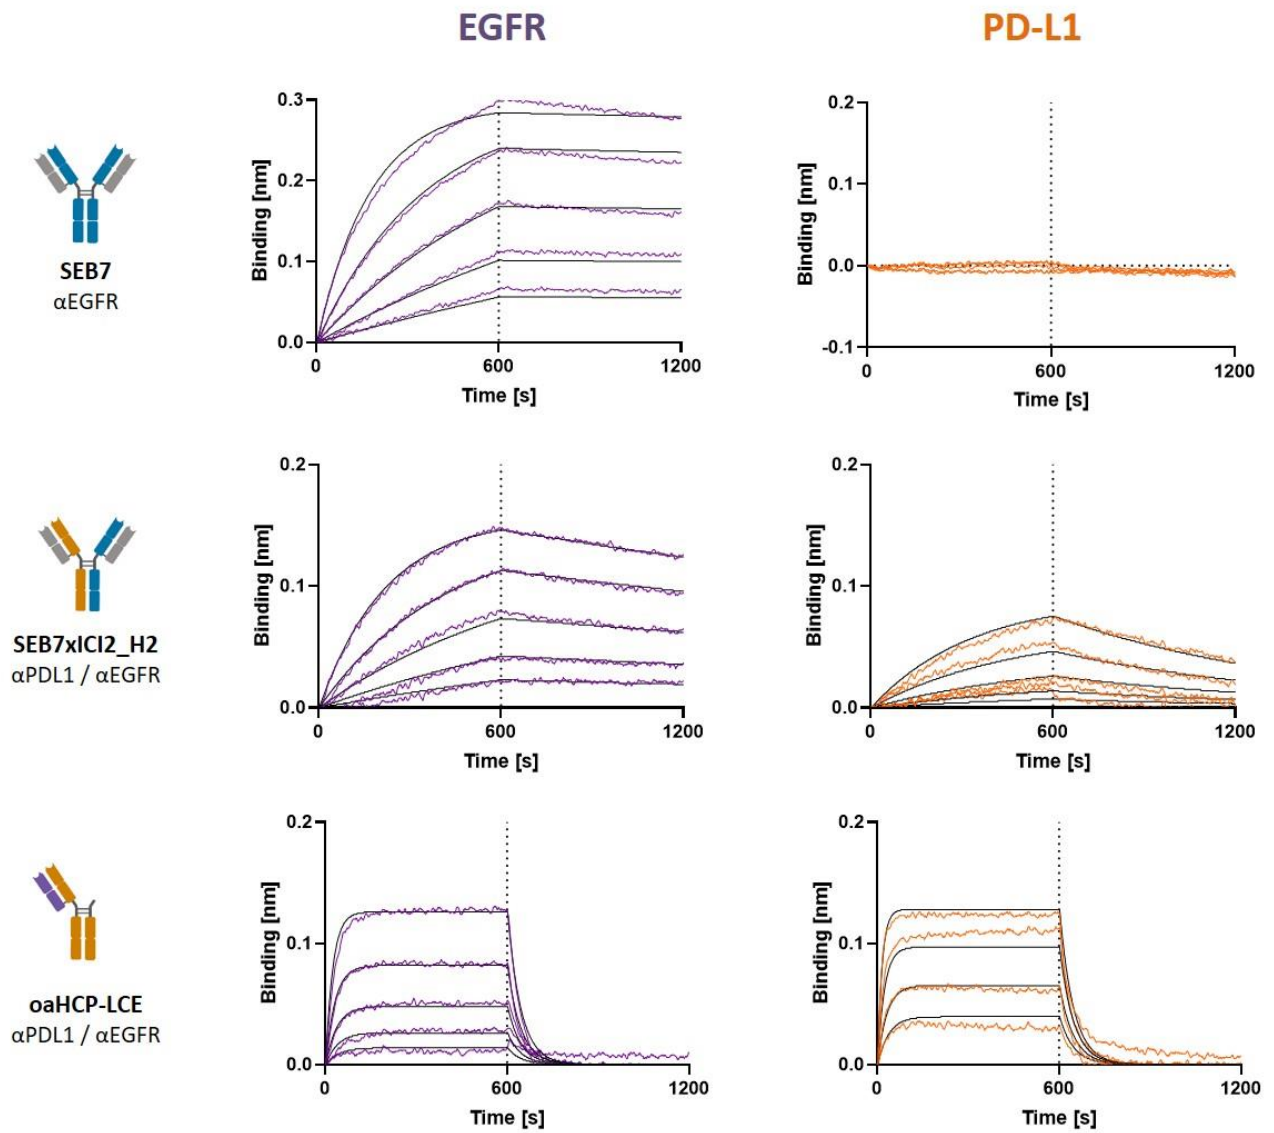 EGFR
PD-L1
SEB7
αEGFR
Binding [nm]
0.3
0.2
0.1
0.0
0
600
1200
Time [s]
Binding [nm]
0.2
0.1
0.0
-0.1
0
600
1200
Time [s]
SEB7xICI2_H2
αPDL1 / αEGFR
Binding [nm]
0.2
0.1
0.0
0
600
1200
Time [s]
Binding [nm]
0.2
0.1
0.0
0
600
1200
Time [s]
oaHCP-LCE
αPDL1 / αEGFR
Binding [nm]
0.2
0.1
0.0
0
600
1200
Time [s]
Binding [nm]
0.2
0.1
0.0
0
600
1200
Time [s]